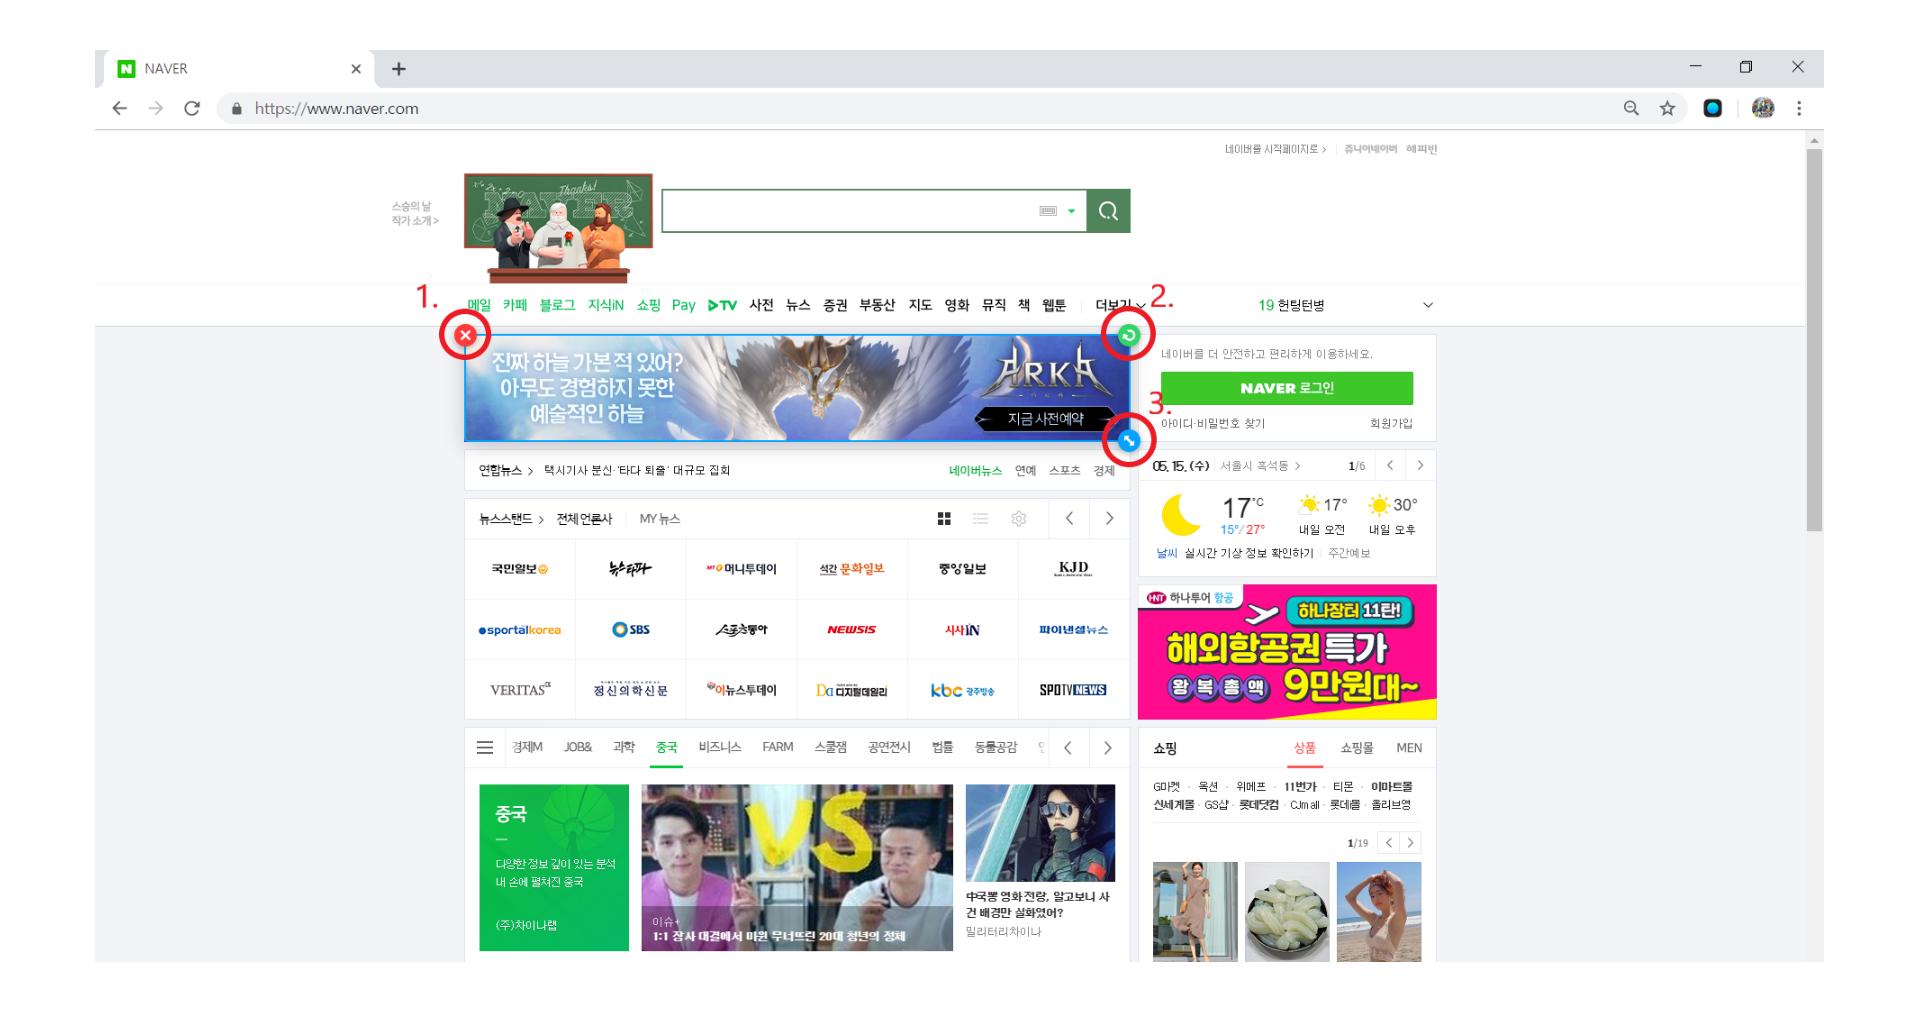 NAVER
https://www.naver.com
네이버를 시작페이지로 >
쥬니어네이버 해피빈
스승의 날
작가 소개 >
Thanks!
1.
메일 카페 블로그 지식iN 쇼핑 Pay TV 사전 뉴스 증권 부동산 지도 영화 뮤직 책 웹툰 더보기
2.
19 헌팅턴병
진짜 하늘 가본 적 있어?
아무도 경험하지 못한
예술적인 하늘
ARKA
지금 사전예약
네이버를 더 안전하고 편리하게 이용하세요.
NAVER 로그인
3.
아이디·비밀번호 찾기 회원가입
연합뉴스 > 택시기사 분신·'타다 퇴출' 대규모 집회
네이버뉴스 연예 스포츠 경제
05. 15. (수) 서울시 흑석동 > 1/6
17°C 17° 30°
15°/27° 내일 오전 내일 오후
날씨 실시간 기상 정보 확인하기 주간예보
뉴스스탠드 > 전체 언론사 MY 뉴스
국민일보 뉴스타파 MT 머니투데이 석간 문화일보 중앙일보 KJD
sportalkorea SBS 스포츠동아 NEWSIS 시사iN 파이낸셜뉴스
VERITAS α 정신의학신문 이뉴스투데이 디지털데일리 kbc 광주방송 SPOTV NEWS
HNT 하나투어 항공
하나장터 11탄!
해외항공권 특가
왕복총액 9만원대~
경제M JOB& 과학 중국 비즈니스 FARM 스쿨잼 공연전시 법률 동물공감
중국
다양한 정보 깊이 있는 분석
내 손에 펼쳐진 중국
(주)차이나랩
VS
이슈+
1:1 장사 대결에서 마윈 무너뜨린 20대 청년의 정체
中국뽕 영화 전랑, 알고보니 사
건 배경만 실화였어?
밀리터리차이나
쇼핑 상품 쇼핑몰 MEN
G마켓 · 옥션 · 위메프 · 11번가 · 티몬 · 이마트몰
신세계몰 · GS샵 · 롯데닷컴 · CJmall · 롯데몰 · 올리브영
1/19